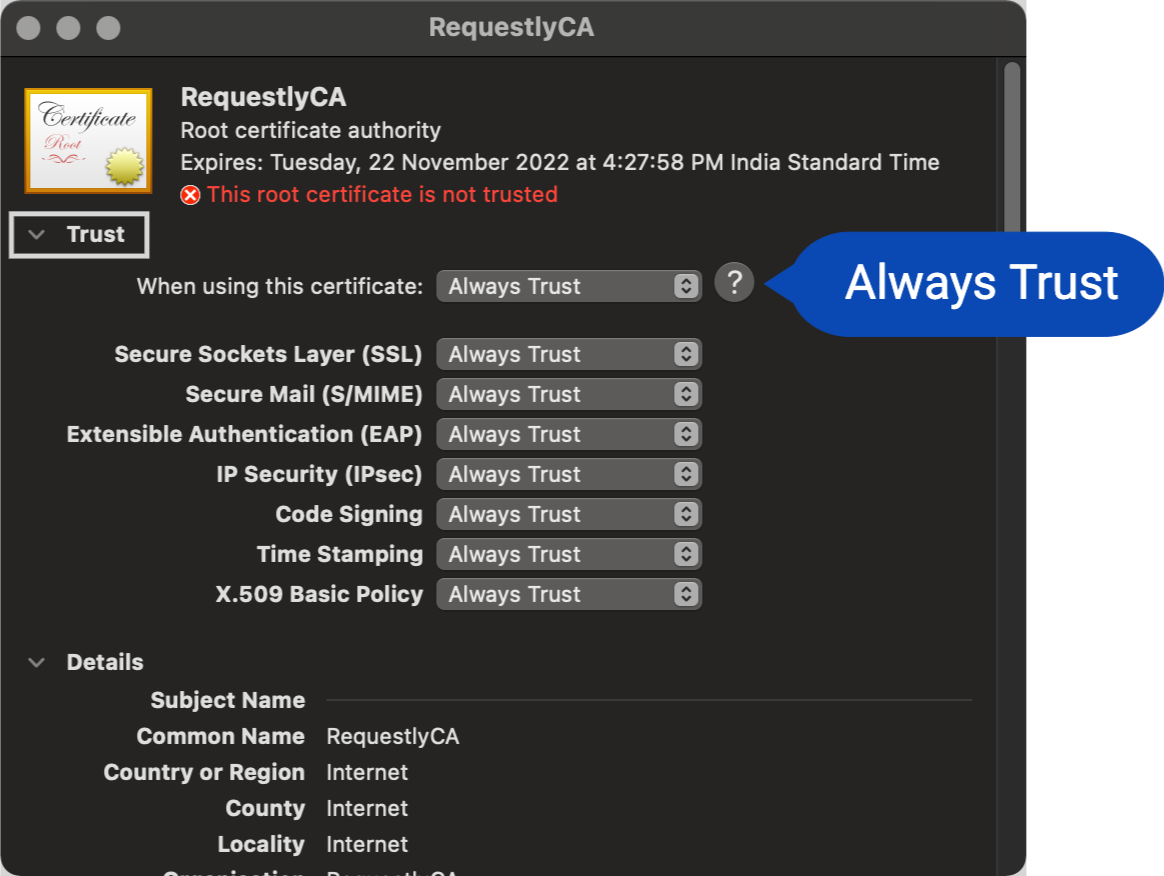 RequestlyCA
Certificate
Root
RequestlyCA
Root certificate authority
Expires: Tuesday, 22 November 2022 at 4:27:58 PM India Standard Time
This root certificate is not trusted
Trust
When using this certificate: Always Trust ?
Always Trust
Secure Sockets Layer (SSL) Always Trust
Secure Mail (S/MIME) Always Trust
Extensible Authentication (EAP) Always Trust
IP Security (IPsec) Always Trust
Code Signing Always Trust
Time Stamping Always Trust
X.509 Basic Policy Always Trust
Details
Subject Name
Common Name RequestlyCA
Country or Region Internet
County Internet
Locality Internet
Organisation RequestlyCA